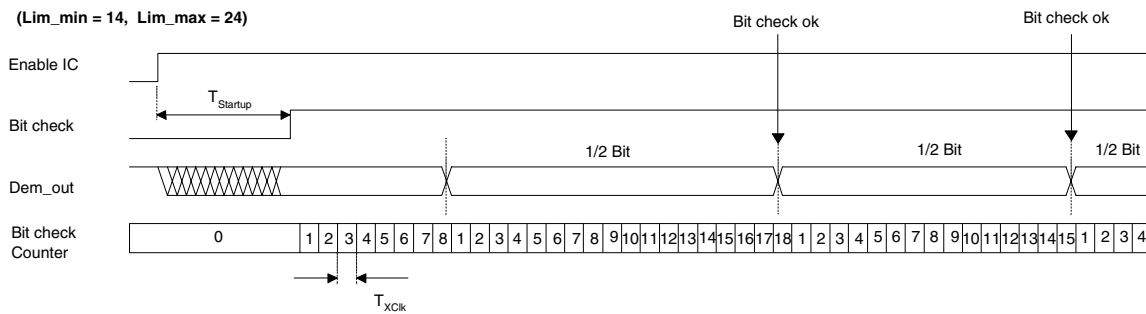 (Lim_min = 14, Lim_max = 24)
Bit check ok
Bit check ok
Enable IC
T_Startup
Bit check
1/2 Bit
1/2 Bit
1/2 Bit
Dem_out
Bit check
Counter
0 1 2 3 4 5 6 7 8 1 2 3 4 5 6 7 8 9 10 11 12 13 14 15 16 17 18 1 2 3 4 5 6 7 8 9 10 11 12 13 14 15 1 2 3 4
T_XClk